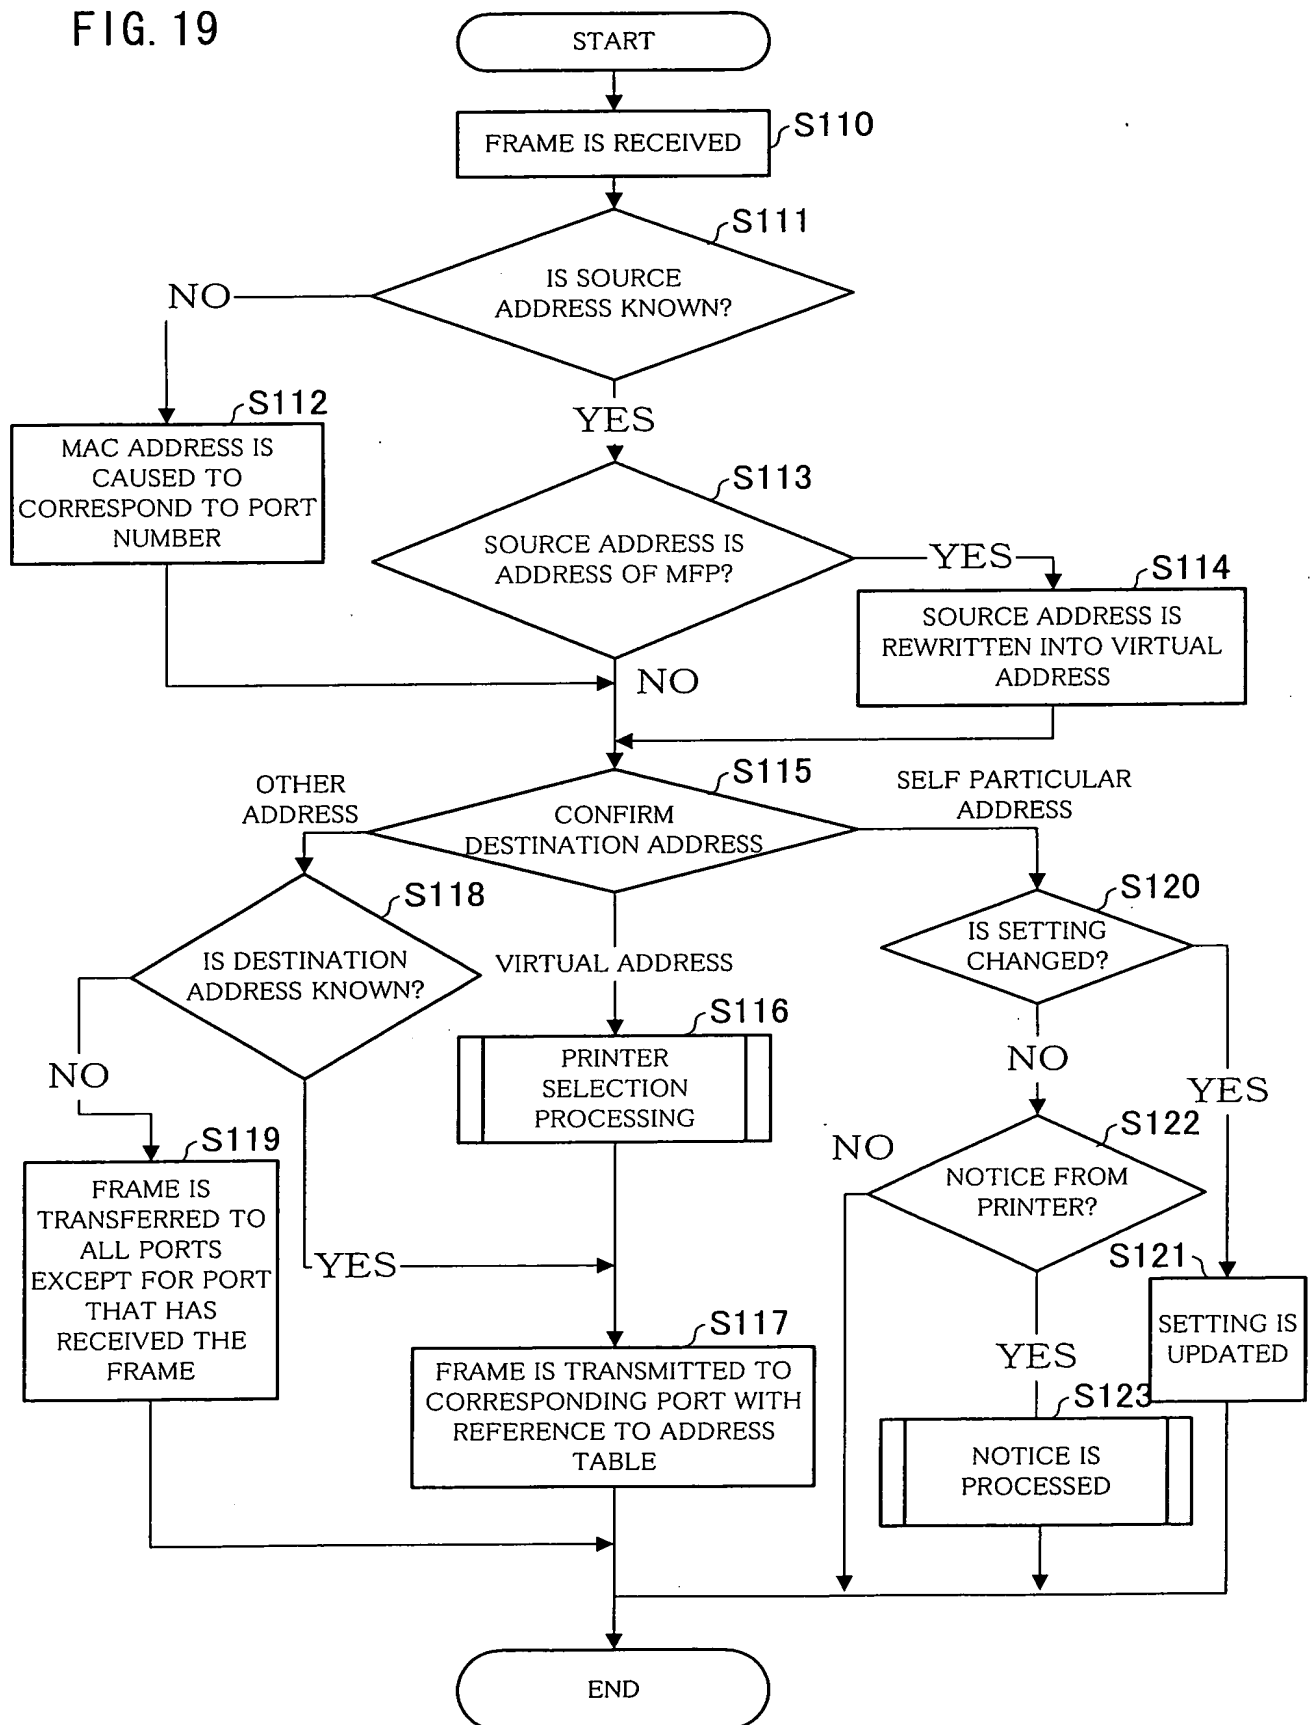 FIG. 19
START
FRAME IS RECEIVED
S110
S111
IS SOURCE
ADDRESS KNOWN?
NO
YES
S112
MAC ADDRESS IS
CAUSED TO
CORRESPOND TO PORT
NUMBER
S113
SOURCE ADDRESS IS
ADDRESS OF MFP?
YES
NO
S114
SOURCE ADDRESS IS
REWRITTEN INTO VIRTUAL
ADDRESS
S115
CONFIRM
DESTINATION ADDRESS
OTHER
ADDRESS
SELF PARTICULAR
ADDRESS
VIRTUAL ADDRESS
S118
IS DESTINATION
ADDRESS KNOWN?
NO
YES
S116
PRINTER
SELECTION
PROCESSING
S120
IS SETTING
CHANGED?
NO
YES
S119
FRAME IS
TRANSFERRED TO
ALL PORTS
EXCEPT FOR PORT
THAT HAS
RECEIVED THE
FRAME
S122
NOTICE FROM
PRINTER?
NO
YES
S121
SETTING IS
UPDATED
S117
FRAME IS TRANSMITTED TO
CORRESPONDING PORT WITH
REFERENCE TO ADDRESS
TABLE
S123
NOTICE IS
PROCESSED
END